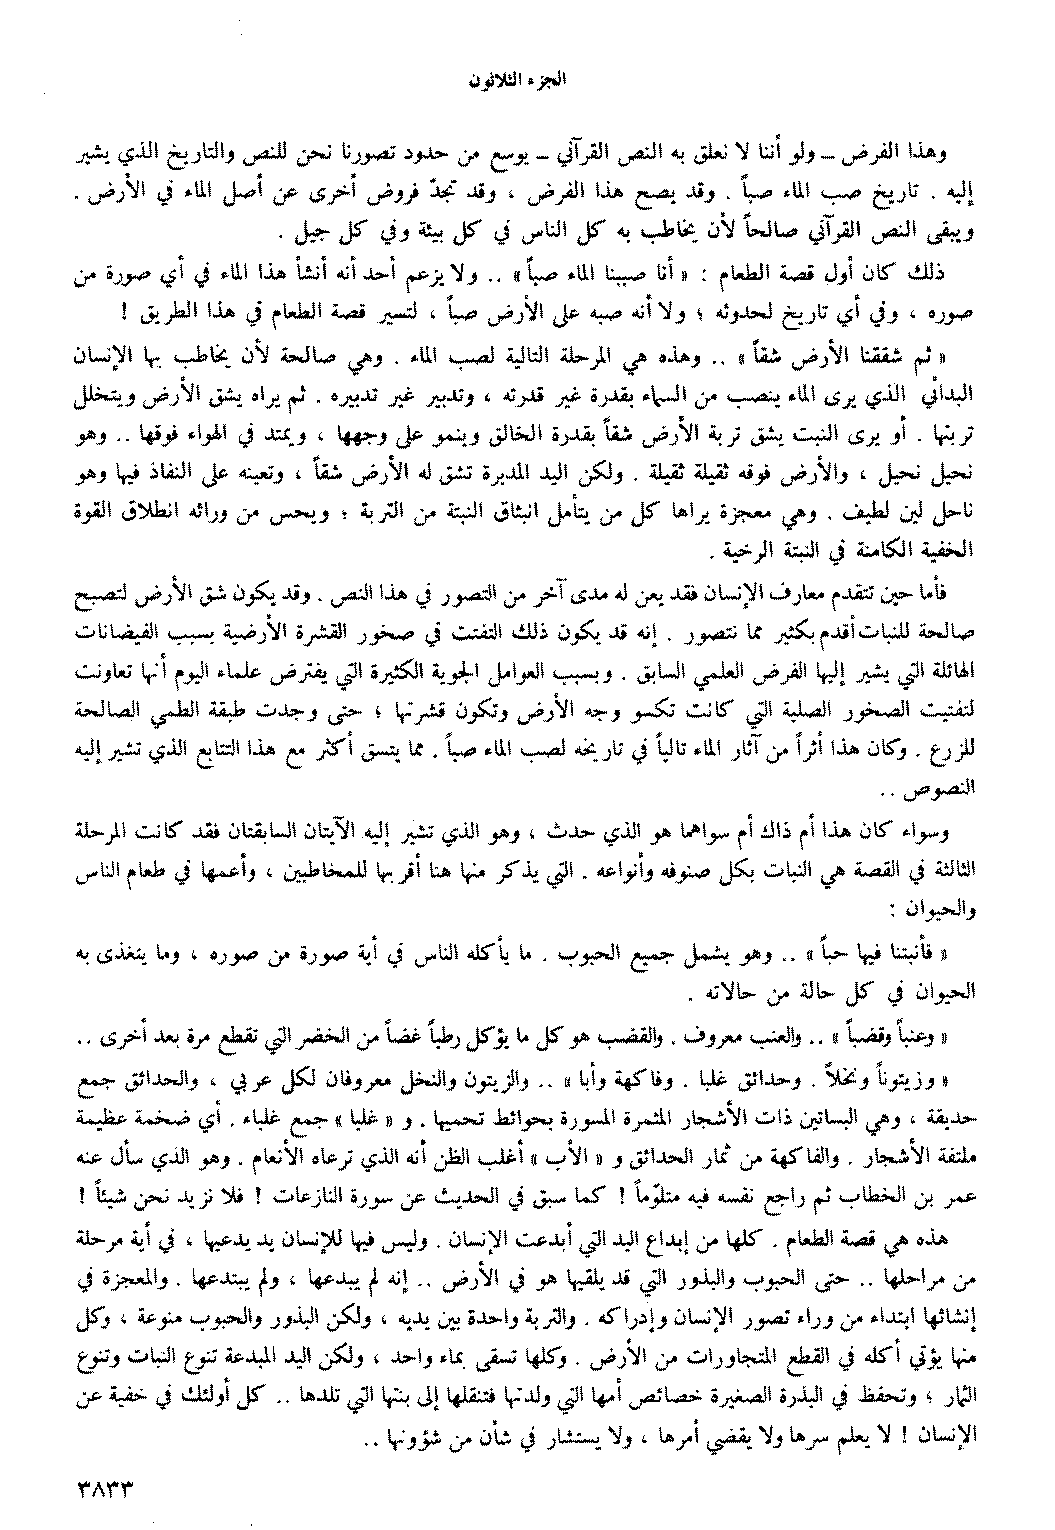 الجزء الثلاثون
وهذا الفرض – ولو أننا لا نعلق به النص القرآني – يوسع من حدود تصورنا نحن للنص والتاريخ الذي يشير
إليه . تاريخ صب الماء صباً . وقد يصح هذا الفرض ، وقد تجدّ فروض أخرى عن أصل الماء في الأرض .
ويبقى النص القرآني صالحاً لأن يخاطب به كل الناس في كل بيئة وفي كل جيل .
ذلك كان أول قصة الطعام : « أنا صببنا الماء صباً » .. ولا يزعم أحد أنه أنشأ هذا الماء في أي صورة من
صوره ، وفي أي تاريخ لحدوثه ؛ ولا أنه صبه على الأرض صباً ، لتسير قصة الطعام في هذا الطريق !
« ثم شققنا الأرض شقاً » .. وهذه هي المرحلة التالية لصب الماء . وهي صالحة لأن يخاطب بها الإنسان
البدائي الذي يرى الماء ينصب من السماء بقدرة غير قدرته ، وتدبير غير تدبيره . ثم يراه يشق الأرض ويتخلل
تربتها . أو يرى النبت يشق تربة الأرض شقاً بقدرة الخالق وينمو على وجهها ، ويمتد في الهواء فوقها .. وهو
نحيل نحيل ، والأرض فوقه ثقيلة ثقيلة . ولكن اليد المدبرة تشق له الأرض شقاً ، وتعينه على النفاذ فيها وهو
ناحل لين لطيف . وهي معجزة يراها كل من يتأمل انبثاق النبتة من التربة ؛ ويحس من ورائه انطلاق القوة
الخفية الكامنة في النبتة الرخية .
فأما حين تتقدم معارف الإنسان فقد يعن له مدى آخر من التصور في هذا النص . وقد يكون شق الأرض لتصبح
صالحة للنبات أقدم بكثير مما نتصور . إنه قد يكون ذلك التفتت في صخور القشرة الأرضية بسبب الفيضانات
الهائلة التي يشير إليها الفرض العلمي السابق . وبسبب العوامل الجوية الكثيرة التي يفترض علماء اليوم أنها تعاونت
لتفتيت الصخور الصلبة التي كانت تكسو وجه الأرض وتكون قشرتها ؛ حتى وجدت طبقة الطمي الصالحة
للزرع . وكان هذا أثراً من آثار الماء تالياً في تاريخه لصب الماء صباً . مما يتسق أكثر مع هذا التتابع الذي تشير إليه
النصوص ..
وسواء كان هذا أم ذاك أم سواهما هو الذي حدث ، وهو الذي تشير إليه الآيتان السابقتان فقد كانت المرحلة
الثالثة في القصة هي النبات بكل صنوفه وأنواعه . التي يذكر منها هنا أقربها للمخاطبين ، وأعمها في طعام الناس
والحيوان :
« فأنبتنا فيها حباً » .. وهو يشمل جميع الحبوب . ما يأكله الناس في أية صورة من صوره ، وما يتغذى به
الحيوان في كل حالة من حالاته .
« وعنباً وقضباً » .. والعنب معروف . والقضب هو كل ما يؤكل رطباً غضاً من الخضر التي تقطع مرة بعد أخرى ..
« وزيتوناً ونخلاً . وحدائق غلبا . وفاكهة وأبا » .. والزيتون والنخل معروفان لكل عربي ، والحدائق جمع
حديقة ، وهي البساتين ذات الأشجار المثمرة المسورة بحوائط تحميها . و « غلبا » جمع غلباء . أي ضخمة عظيمة
ملتفة الأشجار . والفاكهة من ثمار الحدائق و « الأب » أغلب الظن أنه الذي ترعاه الأنعام . وهو الذي سأل عنه
عمر بن الخطاب ثم راجع نفسه فيه متلوّماً ! كما سبق في الحديث عن سورة النازعات ! فلا نزيد نحن شيئاً !
هذه هي قصة الطعام . كلها من إبداع اليد التي أبدعت الإنسان . وليس فيها للإنسان يد يدعيها ، في أية مرحلة
من مراحلها .. حتى الحبوب والبذور التي قد يلقيها هو في الأرض .. إنه لم يبدعها ، ولم يبتدعها . والمعجزة في
إنشائها ابتداء من وراء تصور الإنسان وإدراكه . والتربة واحدة بين يديه ، ولكن البذور والحبوب منوعة ، وكل
منها يؤتي أكله في القطع المتجاورات من الأرض . وكلها تسقى بماء واحد ، ولكن اليد المبدعة تنوع النبات وتنوع
الثمار ؛ وتحفظ في البذرة الصغيرة خصائص أمها التي ولدتها فتنقلها إلى بنتها التي تلدها .. كل أولئك في خفية عن
الإنسان ! لا يعلم سرها ولا يقضي أمرها ، ولا يستشار في شأن من شؤونها ..
٣٨٣٣